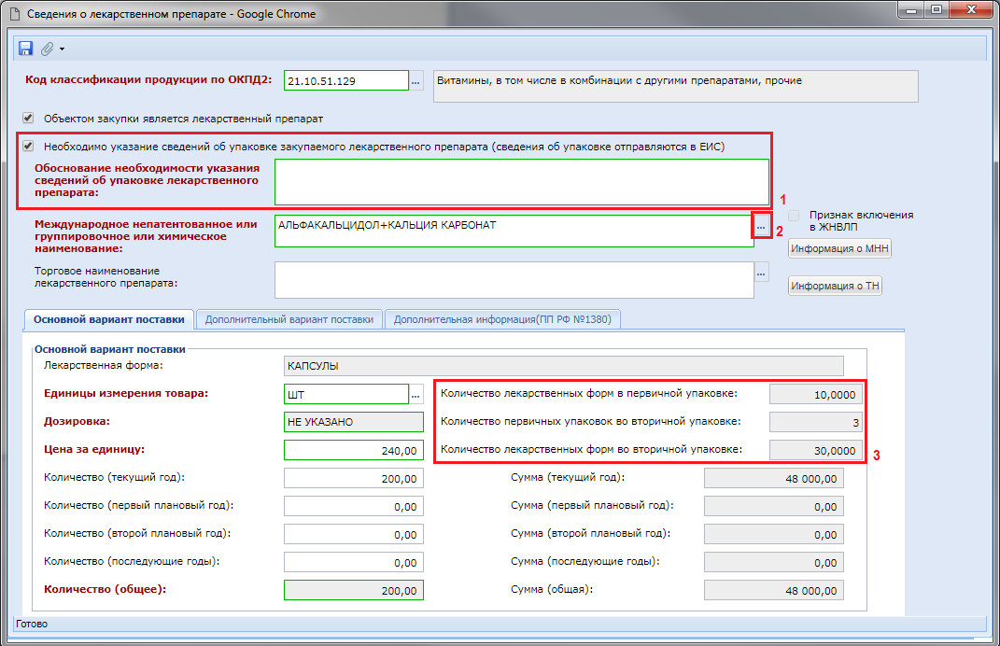 Сведения о лекарственном препарате - Google Chrome
Код классификации продукции по ОКПД2: 21.10.51.129 ... Витамины, в том числе в комбинации с другими препаратами, прочие
Объектом закупки является лекарственный препарат
Необходимо указание сведений об упаковке закупаемого лекарственного препарата (сведения об упаковке отправляются в ЕИС)
Обоснование необходимости указания
сведений об упаковке лекарственного
препарата:
1
Международное непатентованное или
группировочное или химическое
наименование:
АЛЬФАКАЛЬЦИДОЛ+КАЛЬЦИЯ КАРБОНАТ
...
2
Признак включения
в ЖНВЛП
Информация о МНН
Торговое наименование
лекарственного препарата:
...
Информация о ТН
Основной вариант поставки Дополнительный вариант поставки Дополнительная информация(ПП РФ №1380)
Основной вариант поставки
Лекарственная форма: КАПСУЛЫ
Единицы измерения товара: ШТ ... Количество лекарственных форм в первичной упаковке: 10,0000
Дозировка: НЕ УКАЗАНО Количество первичных упаковок во вторичной упаковке: 3
Цена за единицу: 240,00 Количество лекарственных форм во вторичной упаковке: 30,0000
3
Количество (текущий год): 200,00 Сумма (текущий год): 48 000,00
Количество (первый плановый год): 0,00 Сумма (первый плановый год): 0,00
Количество (второй плановый год): 0,00 Сумма (второй плановый год): 0,00
Количество (последующие годы): 0,00 Сумма (последующие годы): 0,00
Количество (общее): 200,00 Сумма (общая): 48 000,00
Готово